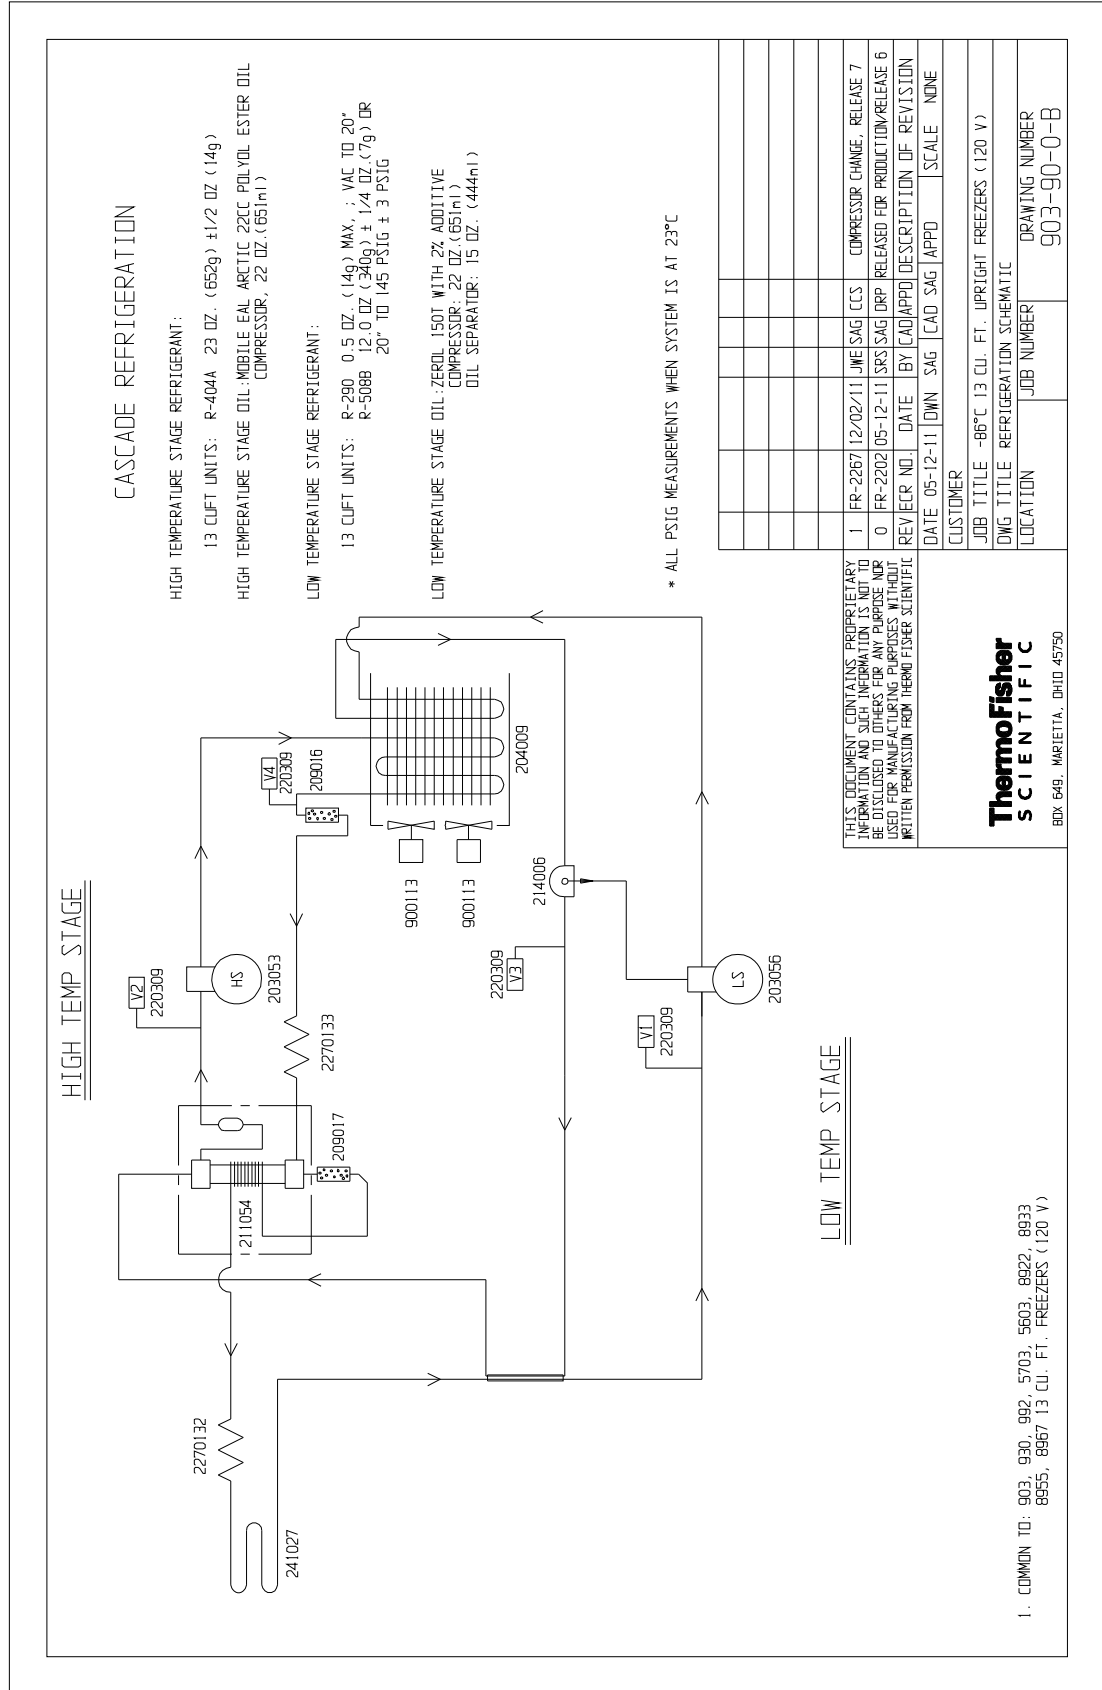 CASCADE REFRIGERATION
HIGH TEMPERATURE STAGE REFRIGERANT:
13 CUFT UNITS: R-404A 23 OZ. (652g) ±1/2 OZ (14g)
HIGH TEMPERATURE STAGE OIL:MOBILE EAL ARCTIC 22CC POLYOL ESTER OIL
COMPRESSOR, 22 OZ.(651ml)
LOW TEMPERATURE STAGE REFRIGERANT:
13 CUFT UNITS: R-290 0.5 OZ. (14g) MAX, ; VAC TO 20"
R-508B 12.0 OZ (340g) ± 1/4 OZ.(7g) OR
20" TO 145 PSIG ± 3 PSIG
LOW TEMPERATURE STAGE OIL:ZEROL 150T WITH 2% ADDITIVE
COMPRESSOR: 22 OZ.(651ml)
OIL SEPARATOR: 15 OZ. (444ml)
* ALL PSIG MEASUREMENTS WHEN SYSTEM IS AT 23°C
HIGH TEMP STAGE
V2
220309
HS
203053
V4
220309
209016
2270133
209017
211054
204009
900113
900113
214006
V3
220309
V1
220309
LS
203056
2270132
241027
LOW TEMP STAGE
1. COMMON TO: 903, 930, 992, 5703, 5603, 8922, 8933
8955, 8967 13 CU. FT. FREEZERS (120 V)
THIS DOCUMENT CONTAINS PROPRIETARY
INFORMATION AND SUCH INFORMATION IS NOT TO
BE DISCLOSED TO OTHERS FOR ANY PURPOSE NOR
USED FOR MANUFACTURING PURPOSES WITHOUT
WRITTEN PERMISSION FROM THERMO FISHER SCIENTIFIC
ThermoFisher
SCIENTIFIC
BOX 649, MARIETTA, OHIO 45750
1 FR-2267 12/02/11 JWE SAG CCS COMPRESSOR CHANGE, RELEASE 7
0 FR-2202 05-12-11 SRS SAG DRP RELEASED FOR PRODUCTION/RELEASE 6
REV ECR NO. DATE BY CAD APPD DESCRIPTION OF REVISION
DATE 05-12-11 DWN SAG CAD SAG APPD SCALE NONE
CUSTOMER
JOB TITLE -86°C 13 CU. FT. UPRIGHT FREEZERS (120 V)
DWG TITLE REFRIGERATION SCHEMATIC
LOCATION JOB NUMBER DRAWING NUMBER
903-90-0-B